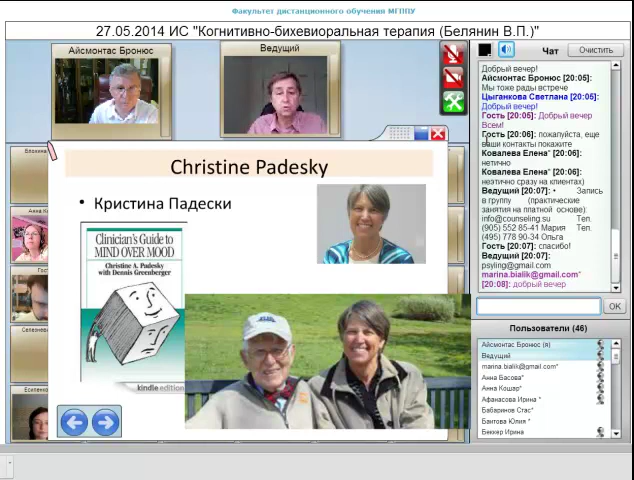 Факультет дистанционного обучения МГППУ
27.05.2014 ИС "Когнитивно-бихевиоральная терапия (Белянин В.П.)"
Айсмонтас Бронюс
Ведущий
Чат
Очистить
Добрый вечер!
Айсмонтас Бронюс [20:05]:
Мы тоже рады встрече
Цыганкова Светлана [20:05]:
Добрый вечер!
Гость [20:05]: Добрый вечер
Всем!
Гость [20:06]: пожалуйста, еще
ваши контакты покажите
Ковалева Елена* [20:06]:
нетично
Ковалева Елена* [20:06]:
неэтично сразу на клиентах)
Ведущий [20:07]: • Запись
в группу (практические
занятия на платной основе):
info@counseling.su Тел.
(905) 552 85-41 Мария Тел.
(495) 778 90-34 Ольга
Гость [20:07]: спасибо!
Ведущий [20:07]:
psyling@gmail.com
marina.bialik@gmail.com*
[20:08]: добрый вечер
OK
Пользователи (46)
Айсмонтас Бронюс (я)
Ведущий
marina.bialik@gmail.com*
Анна Басова*
Анна Кошар*
Афанасова Ирина *
Бабаринов Стас*
Баитова Юлия *
Беккер Ирина
Christine Padesky
• Кристина Падески
Clinician's Guide to
MIND OVER MOOD
Christine A. Padesky
with Dennis Greenberger
kindle edition